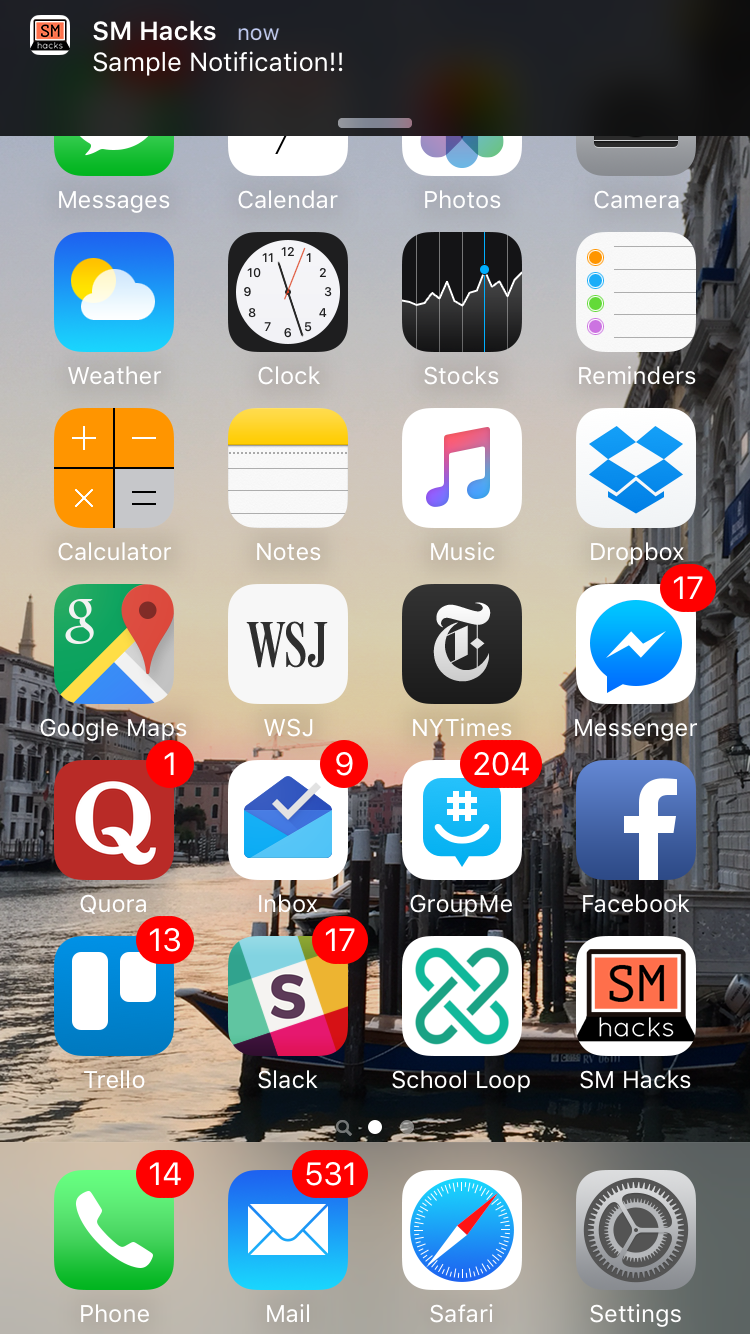 SM
hacks
SM Hacks now
Sample Notification!!
7
Messages Calendar Photos Camera
12
11 1
10 2
9 3
8 4
7 5
6
Weather Clock Stocks Reminders
Calculator Notes Music Dropbox
17
g WSJ T
Google Maps WSJ NYTimes Messenger
1 9 204
Q # f
Quora Inbox GroupMe Facebook
13 17
S SM
hacks
Trello Slack School Loop SM Hacks
14 531
Phone Mail Safari Settings